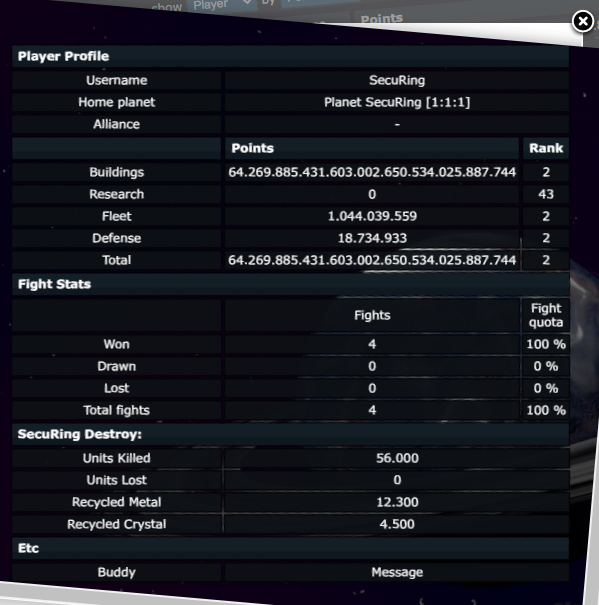 show Player by
Points
Player Profile
Username SecuRing
Home planet Planet SecuRing [1:1:1]
Alliance -
Points Rank
Buildings 64.269.885.431.603.002.650.534.025.887.744 2
Research 0 43
Fleet 1.044.039.559 2
Defense 18.734.933 2
Total 64.269.885.431.603.002.650.534.025.887.744 2
Fight Stats
Fights Fight
quota
Won 4 100 %
Drawn 0 0 %
Lost 0 0 %
Total fights 4 100 %
SecuRing Destroy:
Units Killed 56.000
Units Lost 0
Recycled Metal 12.300
Recycled Crystal 4.500
Etc
Buddy Message